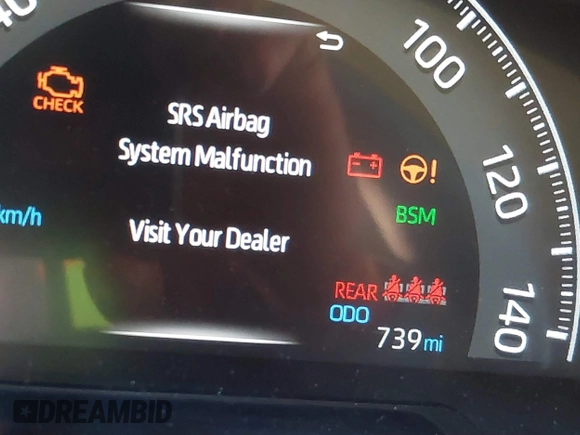 100
CHECK
SRS Airbag
System Malfunction
120
BSM
km/h
Visit Your Dealer
REAR
ODO
739 mi
140
DREAMBID